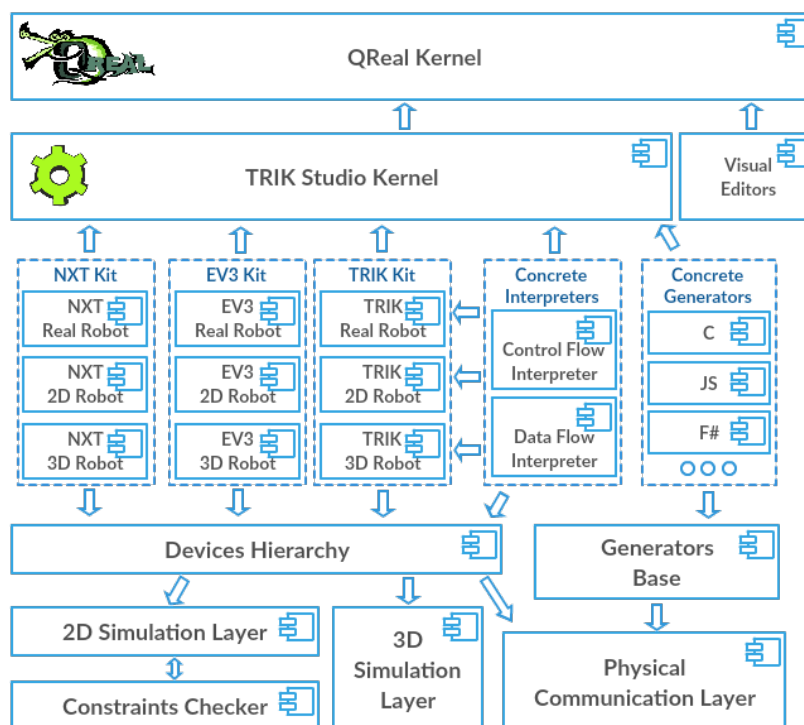 QREAL
QReal Kernel
TRIK Studio Kernel
Visual
Editors
NXT Kit
NXT
Real Robot
NXT
2D Robot
NXT
3D Robot
EV3 Kit
EV3
Real Robot
EV3
2D Robot
EV3
3D Robot
TRIK Kit
TRIK
Real Robot
TRIK
2D Robot
TRIK
3D Robot
Concrete
Interpreters
Control Flow
Interpreter
Data Flow
Interpreter
Concrete
Generators
C
JS
F#
Devices Hierarchy
Generators
Base
2D Simulation Layer
3D
Simulation
Layer
Physical
Communication Layer
Constraints Checker